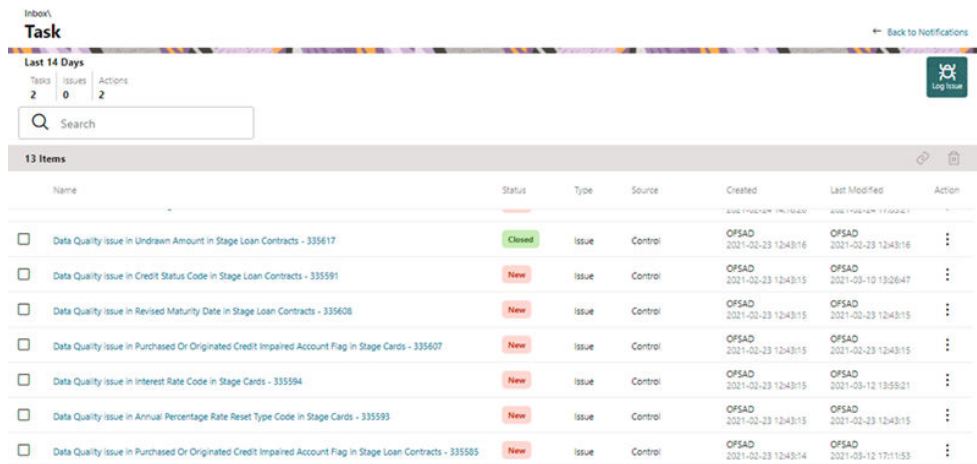 Inbox\
Task
← Back to Notifications
Last 14 Days
Tasks Issues Actions
2 0 2
Log Issue
Search
13 Items
Name Status Type Source Created Last Modified Action
Data Quality issue in Undrawn Amount in Stage Loan Contracts - 335617 Closed Issue Control OFSAD OFSAD
2021-02-23 12:43:16 2021-02-23 12:43:16
Data Quality issue in Credit Status Code in Stage Loan Contracts - 335591 New Issue Control OFSAD OFSAD
2021-02-23 12:43:15 2021-03-10 13:26:47
Data Quality issue in Revised Maturity Date in Stage Loan Contracts - 335608 New Issue Control OFSAD OFSAD
2021-02-23 12:43:15 2021-02-23 12:43:15
Data Quality issue in Purchased Or Originated Credit Impaired Account Flag in Stage Cards - 335607 New Issue Control OFSAD OFSAD
2021-02-23 12:43:15 2021-02-23 12:43:15
Data Quality issue in Interest Rate Code in Stage Cards - 335594 New Issue Control OFSAD OFSAD
2021-02-23 12:43:15 2021-03-12 13:55:21
Data Quality issue in Annual Percentage Rate Reset Type Code in Stage Cards - 335593 New Issue Control OFSAD OFSAD
2021-02-23 12:43:15 2021-02-23 12:43:15
Data Quality issue in Purchased Or Originated Credit Impaired Account Flag in Stage Loan Contracts - 335585 New Issue Control OFSAD OFSAD
2021-02-23 12:43:14 2021-03-12 17:11:53